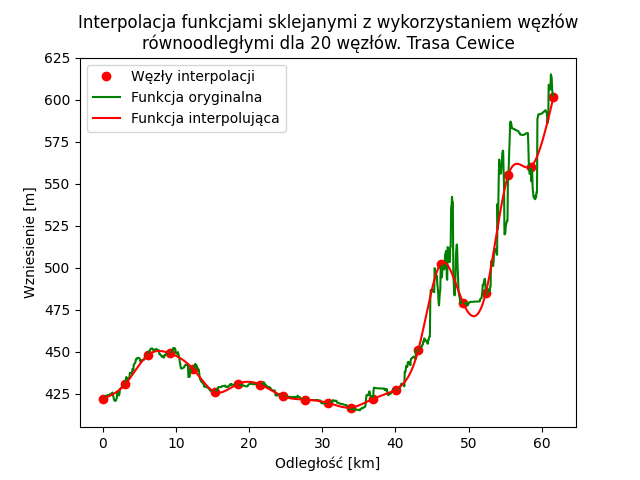 Interpolacja funkcjami sklejanymi z wykorzystaniem węzłów
równoodległymi dla 20 węzłów. Trasa Cewice
Węzły interpolacji
Funkcja oryginalna
Funkcja interpolująca
Wzniesienie [m]
625
600
575
550
525
500
475
450
425
0 10 20 30 40 50 60
Odległość [km]